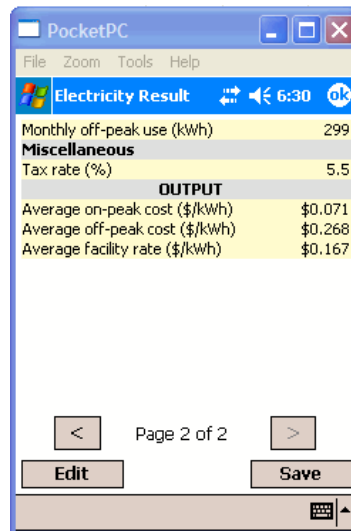 PocketPC
File Zoom Tools Help
Electricity Result 6:30 ok
Monthly off-peak use (kWh) 299
Miscellaneous
Tax rate (%) 5.5
OUTPUT
Average on-peak cost ($/kWh) $0.071
Average off-peak cost ($/kWh) $0.268
Average facility rate ($/kWh) $0.167
< Page 2 of 2 >
Edit Save